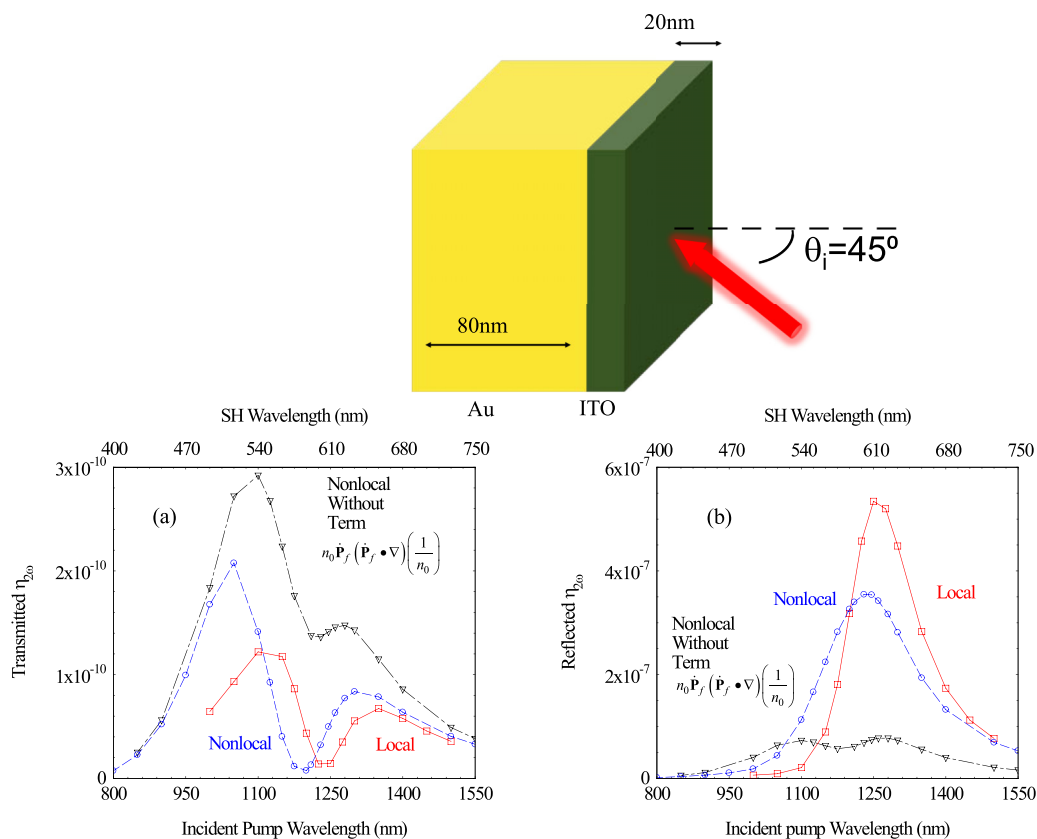 20nm
θi=45º
80nm
Au
ITO
SH Wavelength (nm)
400 470 540 610 680 750
3x10-10
2x10-10
1x10-10
0
Transmitted η2ω
(a)
Nonlocal
Without
Term
n0Ṗf (Ṗf • ∇)(1/n0)
Nonlocal
Local
800 950 1100 1250 1400 1550
Incident Pump Wavelength (nm)
SH Wavelength (nm)
400 470 540 610 680 750
6x10-7
4x10-7
2x10-7
0
Reflected η2ω
(b)
Nonlocal
Local
Nonlocal
Without
Term
n0Ṗf (Ṗf • ∇)(1/n0)
800 950 1100 1250 1400 1550
Incident pump Wavelength (nm)